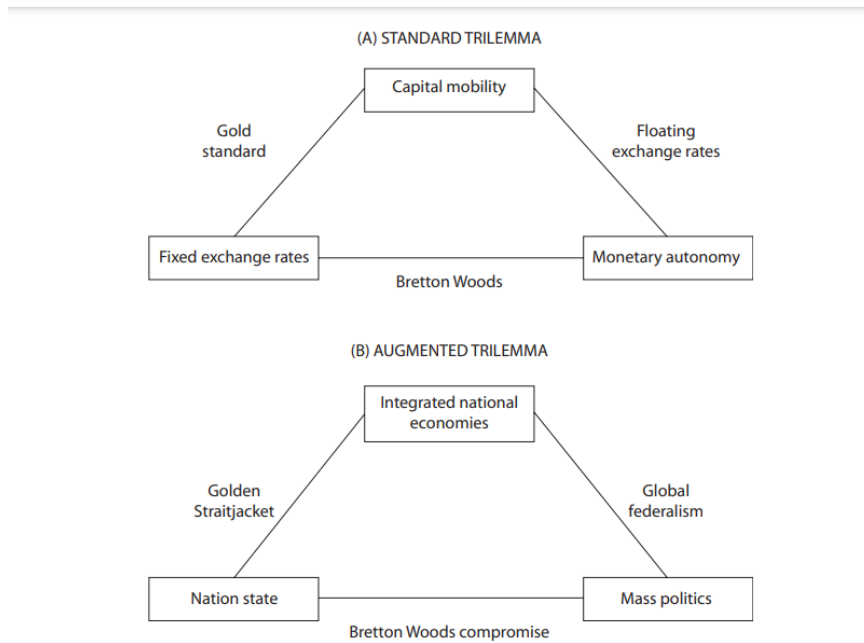 (A) STANDARD TRILEMMA
Capital mobility
Gold
standard
Floating
exchange rates
Fixed exchange rates
Monetary autonomy
Bretton Woods
(B) AUGMENTED TRILEMMA
Integrated national
economies
Golden
Straitjacket
Global
federalism
Nation state
Mass politics
Bretton Woods compromise